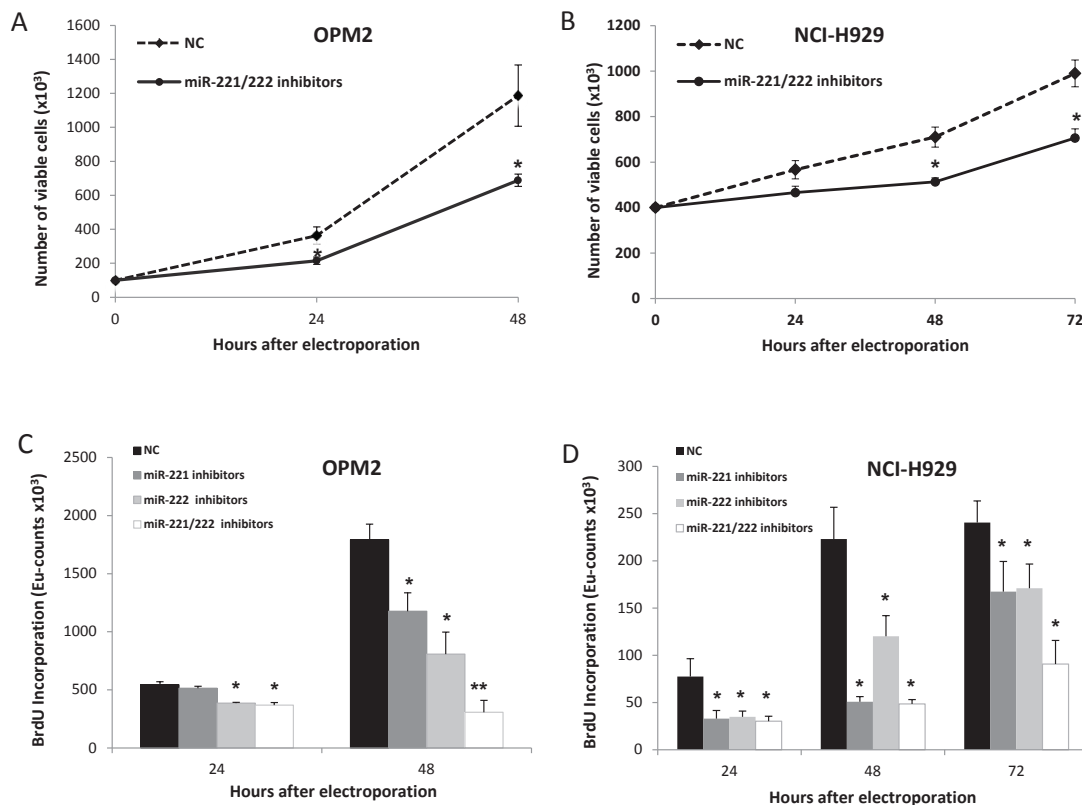 A
OPM2
NC
miR-221/222 inhibitors
Number of viable cells (x10³)
1600
1400
1200
1000
800
600
400
200
0
*
*
0 24 48
Hours after electroporation
B
NCI-H929
NC
miR-221/222 inhibitors
Number of viable cells (x10³)
1000
800
600
400
200
0
*
*
0 24 48 72
Hours after electroporation
C
OPM2
NC
miR-221 inhibitors
miR-222 inhibitors
miR-221/222 inhibitors
BrdU Incorporation (Eu-counts x10³)
2500
2000
1500
1000
500
0
* *
* * **
24 48
Hours after electroporation
D
NCI-H929
NC
miR-221 inhibitors
miR-222 inhibitors
miR-221/222 inhibitors
BrdU Incorporation (Eu-counts x10³)
300
250
200
150
100
50
0
* * *
* * *
* * *
24 48 72
Hours after electroporation